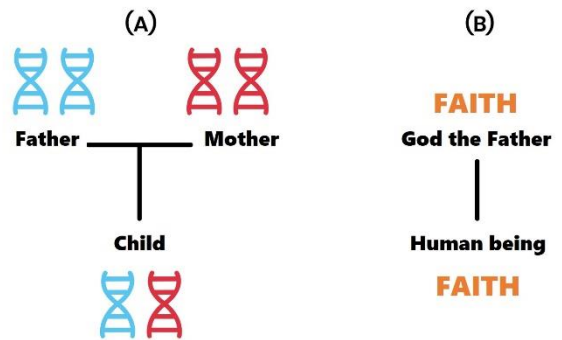 (A)
Father
Mother
Child
(B)
FAITH
God the Father
Human being
FAITH